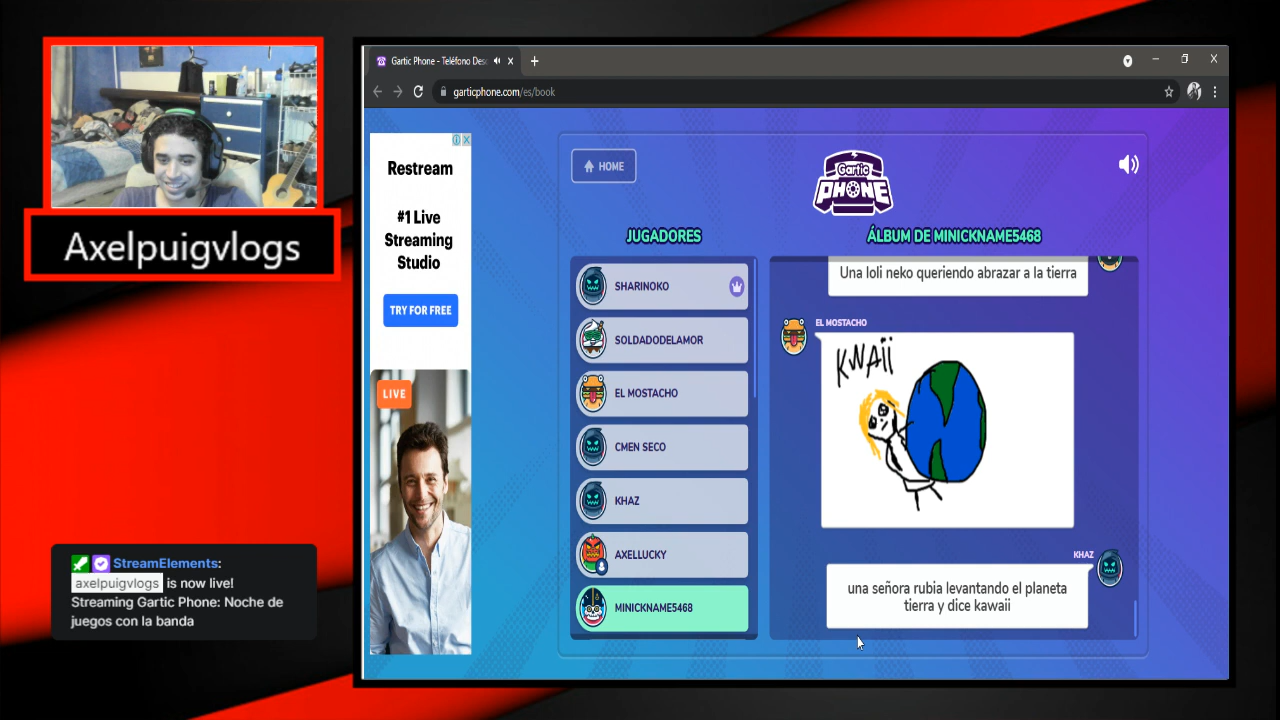 Axelpuigvlogs
StreamElements:
axelpuigvlogs is now live!
Streaming Gartic Phone: Noche de
juegos con la banda
Gartic Phone - Teléfono Des
garticphone.com/es/book
Restream
#1 Live
Streaming
Studio
TRY FOR FREE
LIVE
HOME
Gartic
PHONE
JUGADORES
SHARINOKO
SOLDADODELAMOR
EL MOSTACHO
CMEN SECO
KHAZ
AXELLUCKY
MINICKNAME5468
ÁLBUM DE MINICKNAME5468
Una loli neko queriendo abrazar a la tierra
EL MOSTACHO
KWAII
KHAZ
una señora rubia levantando el planeta
tierra y dice kawaii